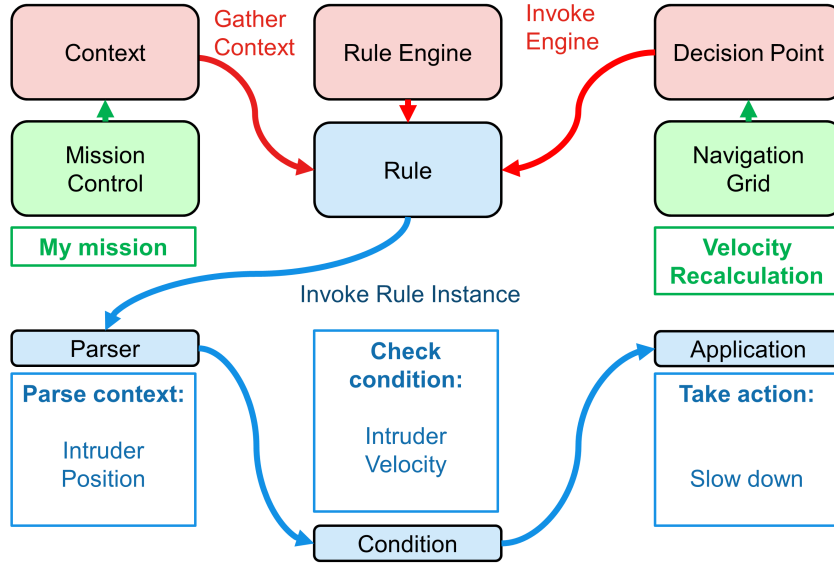 Context
Gather
Context
Rule Engine
Invoke
Engine
Decision Point
Mission
Control
Rule
Navigation
Grid
My mission
Velocity
Recalculation
Invoke Rule Instance
Parser
Parse context:
Intruder
Position
Check
condition:
Intruder
Velocity
Condition
Application
Take action:
Slow down